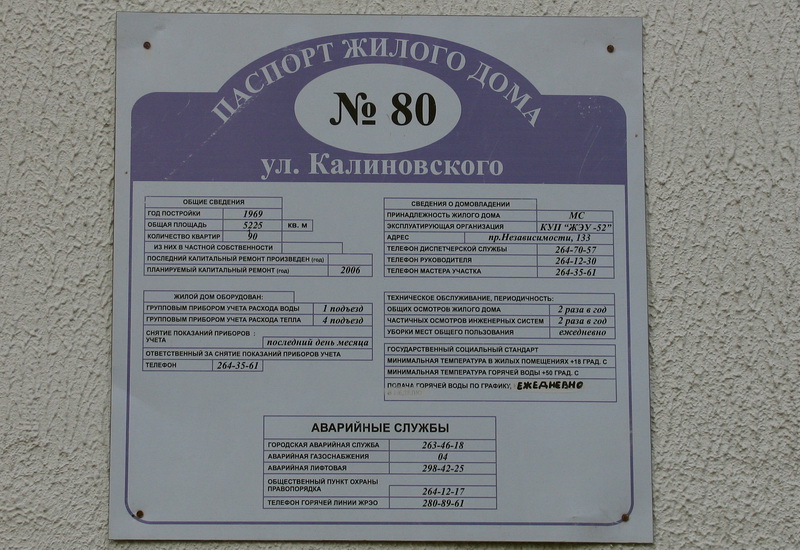 ПАСПОРТ ЖИЛОГО ДОМА
№ 80
ул. Калиновского
ОБЩИЕ СВЕДЕНИЯ
ГОД ПОСТРОЙКИ 1969
ОБЩАЯ ПЛОЩАДЬ 5225 КВ. М
КОЛИЧЕСТВО КВАРТИР 90
ИЗ НИХ В ЧАСТНОЙ СОБСТВЕННОСТИ
ПОСЛЕДНИЙ КАПИТАЛЬНЫЙ РЕМОНТ ПРОИЗВЕДЕН (год)
ПЛАНИРУЕМЫЙ КАПИТАЛЬНЫЙ РЕМОНТ (год) 2006
СВЕДЕНИЯ О ДОМОВЛАДЕНИИ
ПРИНАДЛЕЖНОСТЬ ЖИЛОГО ДОМА МС
ЭКСПЛУАТИРУЮЩАЯ ОРГАНИЗАЦИЯ КУП "ЖЭУ -52"
АДРЕС пр.Независимости, 133
ТЕЛЕФОН ДИСПЕТЧЕРСКОЙ СЛУЖБЫ 264-70-57
ТЕЛЕФОН РУКОВОДИТЕЛЯ 264-12-30
ТЕЛЕФОН МАСТЕРА УЧАСТКА 264-35-61
ЖИЛОЙ ДОМ ОБОРУДОВАН:
ГРУППОВЫМ ПРИБОРОМ УЧЕТА РАСХОДА ВОДЫ 1 подъезд
ГРУППОВЫМ ПРИБОРОМ УЧЕТА РАСХОДА ТЕПЛА 4 подъезд
СНЯТИЕ ПОКАЗАНИЙ ПРИБОРОВ :
УЧЕТА последний день месяца
ОТВЕТСТВЕННЫЙ ЗА СНЯТИЕ ПОКАЗАНИЙ ПРИБОРОВ УЧЕТА
ТЕЛЕФОН 264-35-61
ТЕХНИЧЕСКОЕ ОБСЛУЖИВАНИЕ, ПЕРИОДИЧНОСТЬ:
ОБЩИХ ОСМОТРОВ ЖИЛОГО ДОМА 2 раза в год
ЧАСТИЧНЫХ ОСМОТРОВ ИНЖЕНЕРНЫХ СИСТЕМ 2 раза в год
УБОРКИ МЕСТ ОБЩЕГО ПОЛЬЗОВАНИЯ ежедневно
ГОСУДАРСТВЕННЫЙ СОЦИАЛЬНЫЙ СТАНДАРТ
МИНИМАЛЬНАЯ ТЕМПЕРАТУРА В ЖИЛЫХ ПОМЕЩЕНИЯХ +18 ГРАД. С
МИНИМАЛЬНАЯ ТЕМПЕРАТУРА ГОРЯЧЕЙ ВОДЫ +50 ГРАД. С
ПОДАЧА ГОРЯЧЕЙ ВОДЫ ПО ГРАФИКУ, ЕЖЕДНЕВНО
АВАРИЙНЫЕ СЛУЖБЫ
ГОРОДСКАЯ АВАРИЙНАЯ СЛУЖБА 263-46-18
АВАРИЙНАЯ ГАЗОСНАБЖЕНИЯ 04
АВАРИЙНАЯ ЛИФТОВАЯ 298-42-25
ОБЩЕСТВЕННЫЙ ПУНКТ ОХРАНЫ
ПРАВОПОРЯДКА 264-12-17
ТЕЛЕФОН ГОРЯЧЕЙ ЛИНИИ ЖРЭО 280-89-61